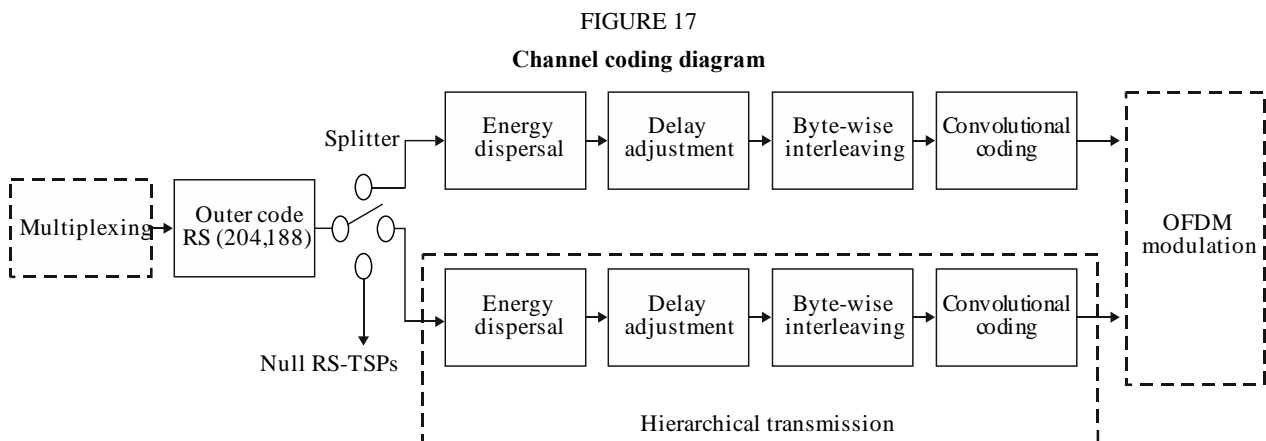 FIGURE 17
Channel coding diagram
Splitter
Energy
dispersal
Delay
adjustment
Byte-wise
interleaving
Convolutional
coding
Multiplexing
Outer code
RS (204,188)
OFDM
modulation
Energy
dispersal
Delay
adjustment
Byte-wise
interleaving
Convolutional
coding
Null RS-TSPs
Hierarchical transmission